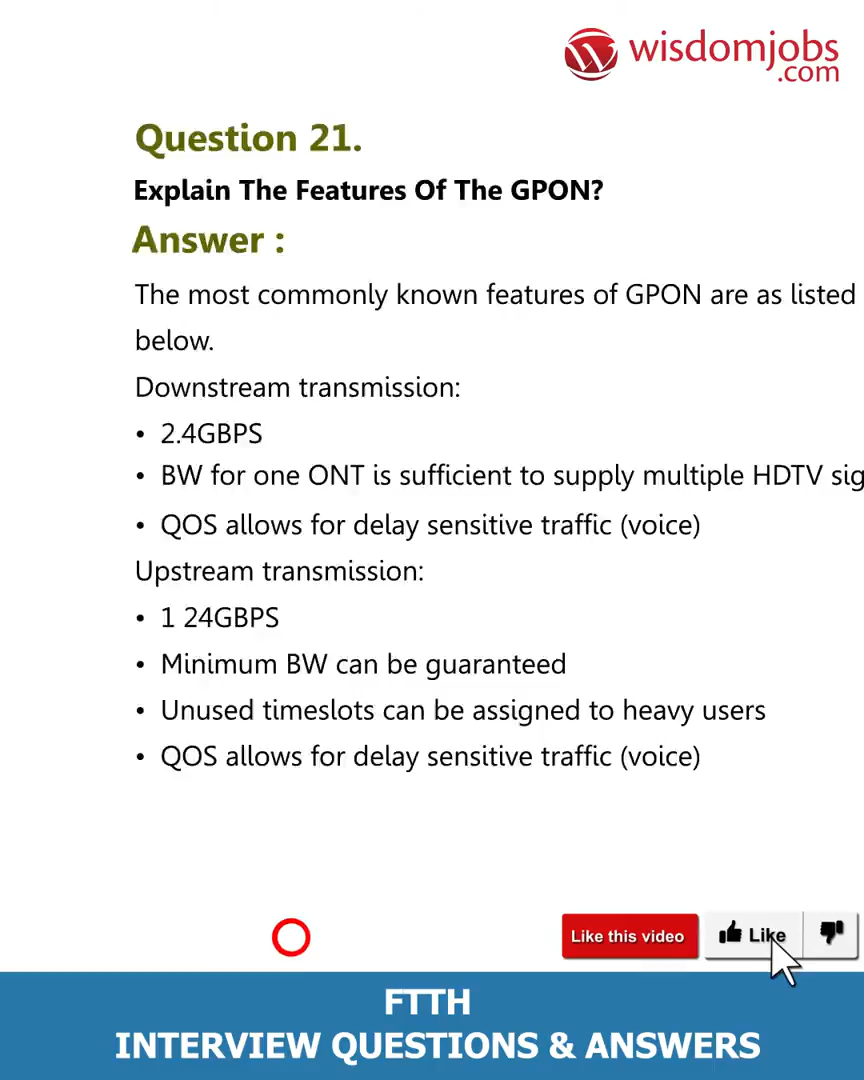 wisdomjobs
.com
Question 21.
Explain The Features Of The GPON?
Answer :
The most commonly known features of GPON are as listed
below.
Downstream transmission:
• 2.4GBPS
• BW for one ONT is sufficient to supply multiple HDTV sig
• QOS allows for delay sensitive traffic (voice)
Upstream transmission:
• 1 24GBPS
• Minimum BW can be guaranteed
• Unused timeslots can be assigned to heavy users
• QOS allows for delay sensitive traffic (voice)
Like this video
Like
FTTH
INTERVIEW QUESTIONS & ANSWERS